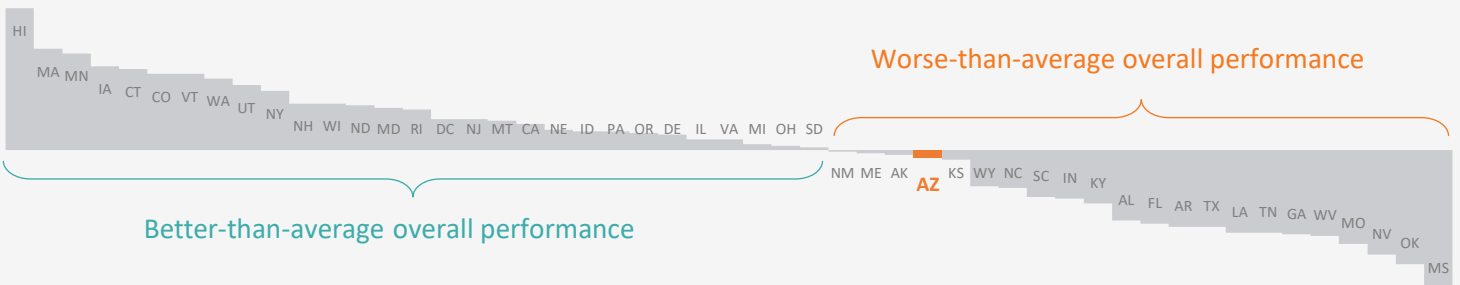 HI
MA MN IA CT CO VT WA UT NY NH WI ND MD RI DC NJ MT CA NE ID PA OR DE IL VA MI OH SD
Worse-than-average overall performance
NM ME AK AZ KS WY NC SC IN KY AL FL AR TX LA TN GA WV MO NV OK MS
Better-than-average overall performance